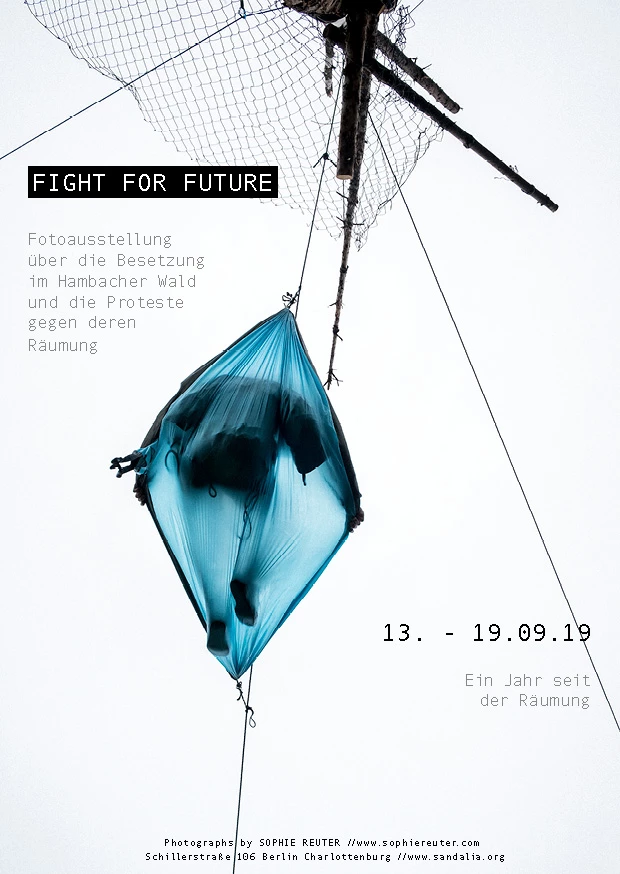 FIGHT FOR FUTURE
Fotoausstellung
über die Besetzung
im Hambacher Wald
und die Proteste
gegen deren
Räumung
13. - 19.09.19
Ein Jahr seit
der Räumung
Photographs by SOPHIE REUTER //www.sophiereuter.com
Schillerstraße 106 Berlin Charlottenburg //www.sandalia.org